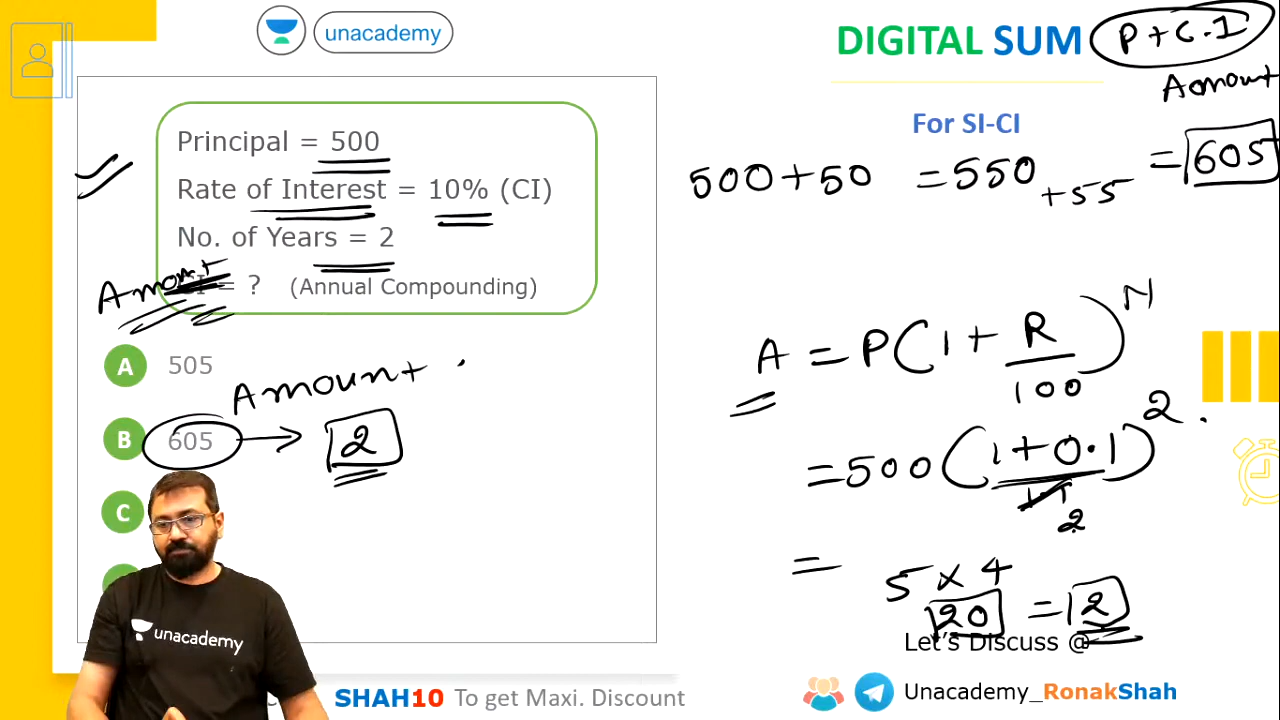 unacademy
DIGITAL SUM
P + C.I
Amount
For SI-CI
Principal = 500
Rate of Interest = 10% (CI)
No. of Years = 2
= ? (Annual Compounding)
Amount
500+50 = 550 +55 = 605
A = P(1 + R/100)^N
= 500 (1+0.1)^2
2
= 5 x 4
20 = 2
A 505
Amount
B 605 → 2
C
unacademy
Let's Discuss @
SHAH10 To get Maxi. Discount
Unacademy_RonakShah